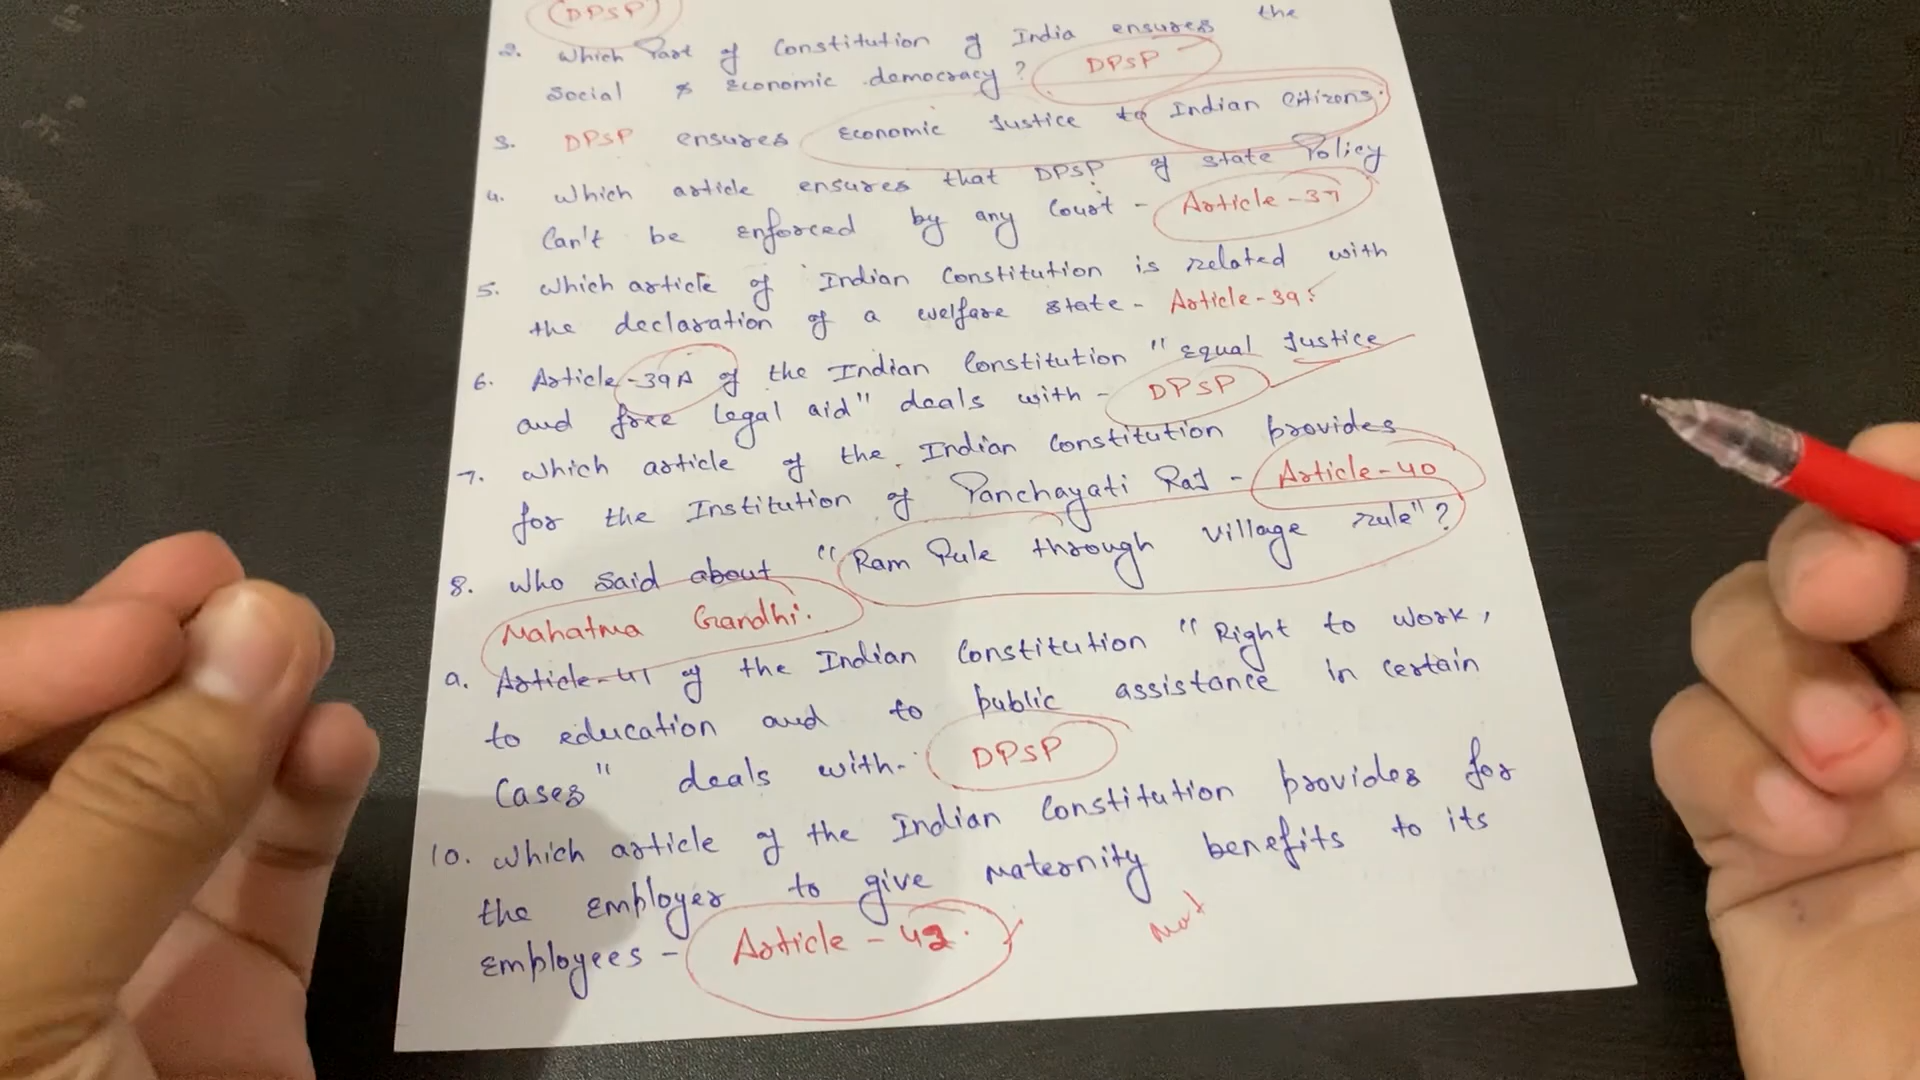 (DPSP)
2. Which Part of Constitution of India ensures the
Social & Economic democracy? DPSP
3. DPSP ensures Economic Justice to Indian Citizens.
4. Which article ensures that DPSP of state Policy
Can't be enforced by any Court - Article-37
5. Which article of Indian Constitution is related with
the declaration of a welfare state - Article-39.
6. Article-39A of the Indian Constitution "Equal Justice
and free legal aid" deals with - DPSP
7. Which article of the Indian Constitution provides
for the Institution of Panchayati Raj - Article-40
8. Who said about "Ram Rule through village rule"?
Mahatma Gandhi.
9. Article-41 of the Indian Constitution "Right to work,
to education and to public assistance in certain
Cases" deals with- DPSP
10. Which article of the Indian Constitution provides for
the employer to give maternity benefits to its
employees - Article - 42.